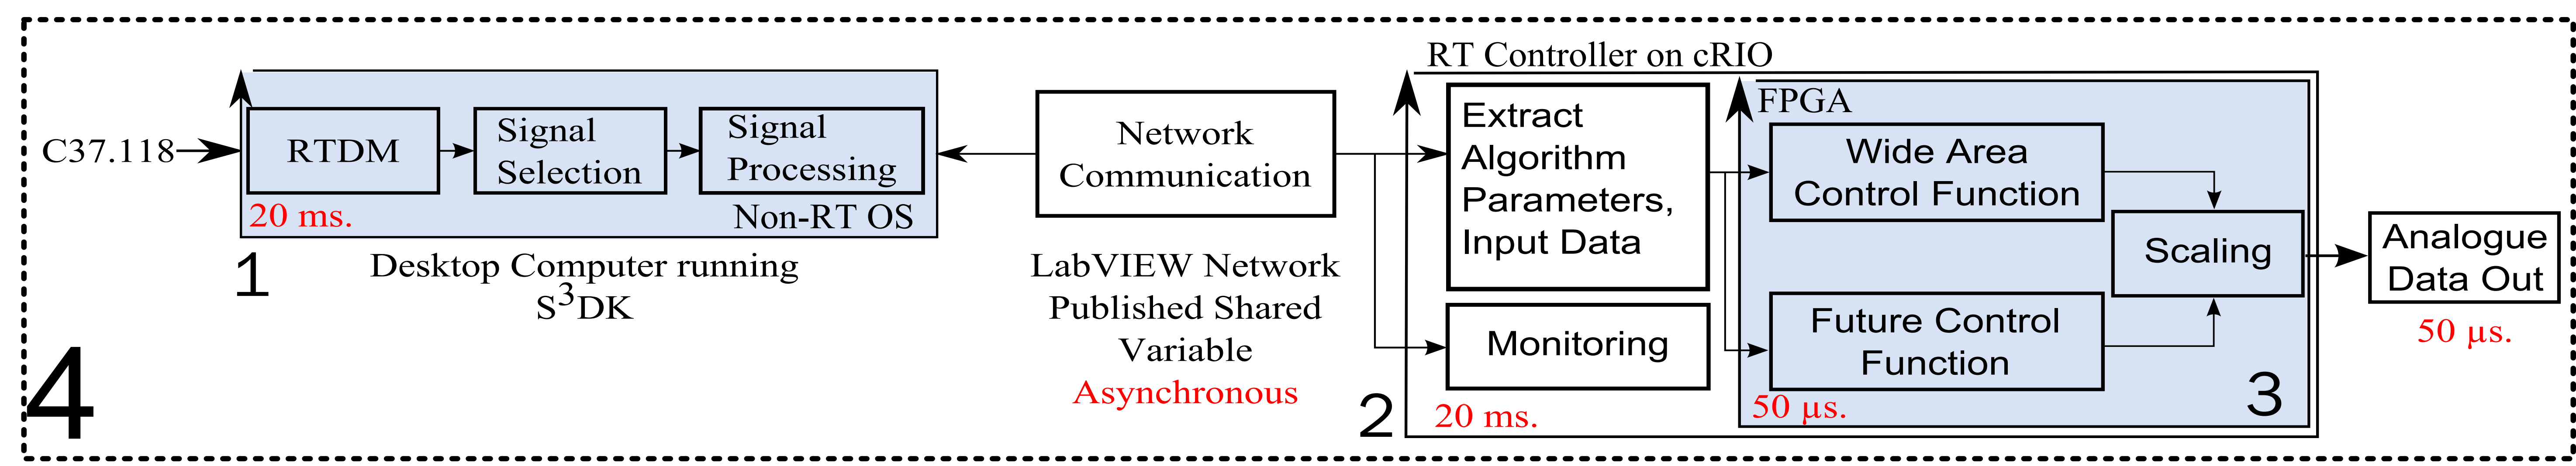 C37.118
RTDM
Signal
Selection
Signal
Processing
20 ms.
Non-RT OS
1
Desktop Computer running
S³DK
Network
Communication
LabVIEW Network
Published Shared
Variable
Asynchronous
RT Controller on cRIO
Extract
Algorithm
Parameters,
Input Data
Monitoring
20 ms.
2
FPGA
Wide Area
Control Function
Future Control
Function
Scaling
50 µs.
3
Analogue
Data Out
50 µs.
4